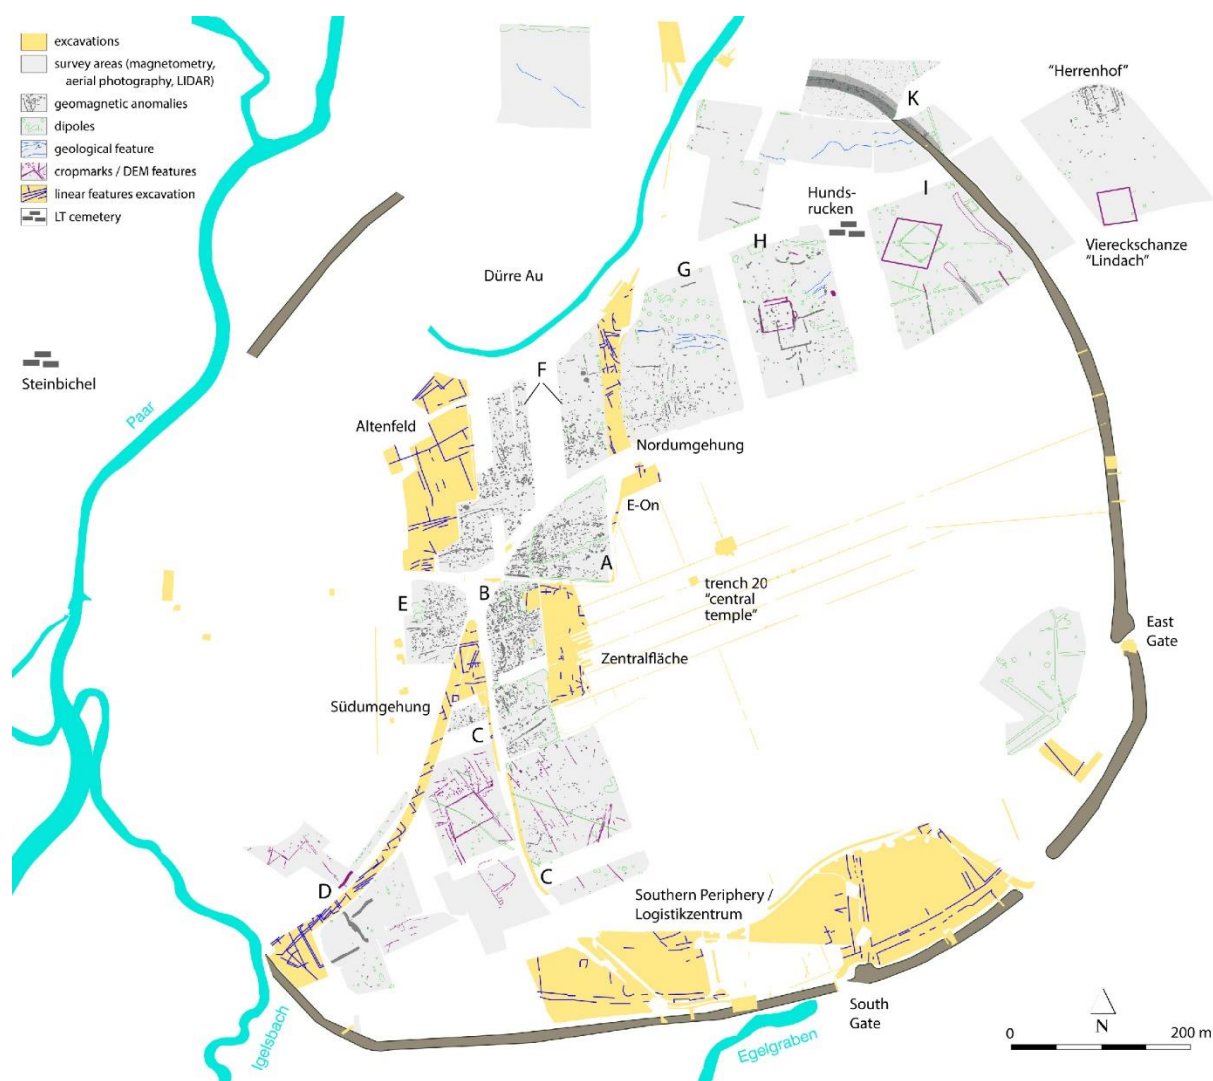 excavations
survey areas (magnetometry,
aerial photography, LIDAR)
geomagnetic anomalies
dipoles
geological feature
cropmarks / DEM features
linear features excavation
LT cemetery
"Herrenhof"
K
Hunds-
rucken
I
Viereckschanze
"Lindach"
H
G
Dürre Au
Steinbichel
Paar
F
Altenfeld
Nordumgehung
E-On
A
trench 20
"central
temple"
B
E
East
Gate
Zentralfläche
Südumgehung
C
D
C
Southern Periphery /
Logistikzentrum
South
Gate
Igelsbach
Egelgraben
N
0
200 m